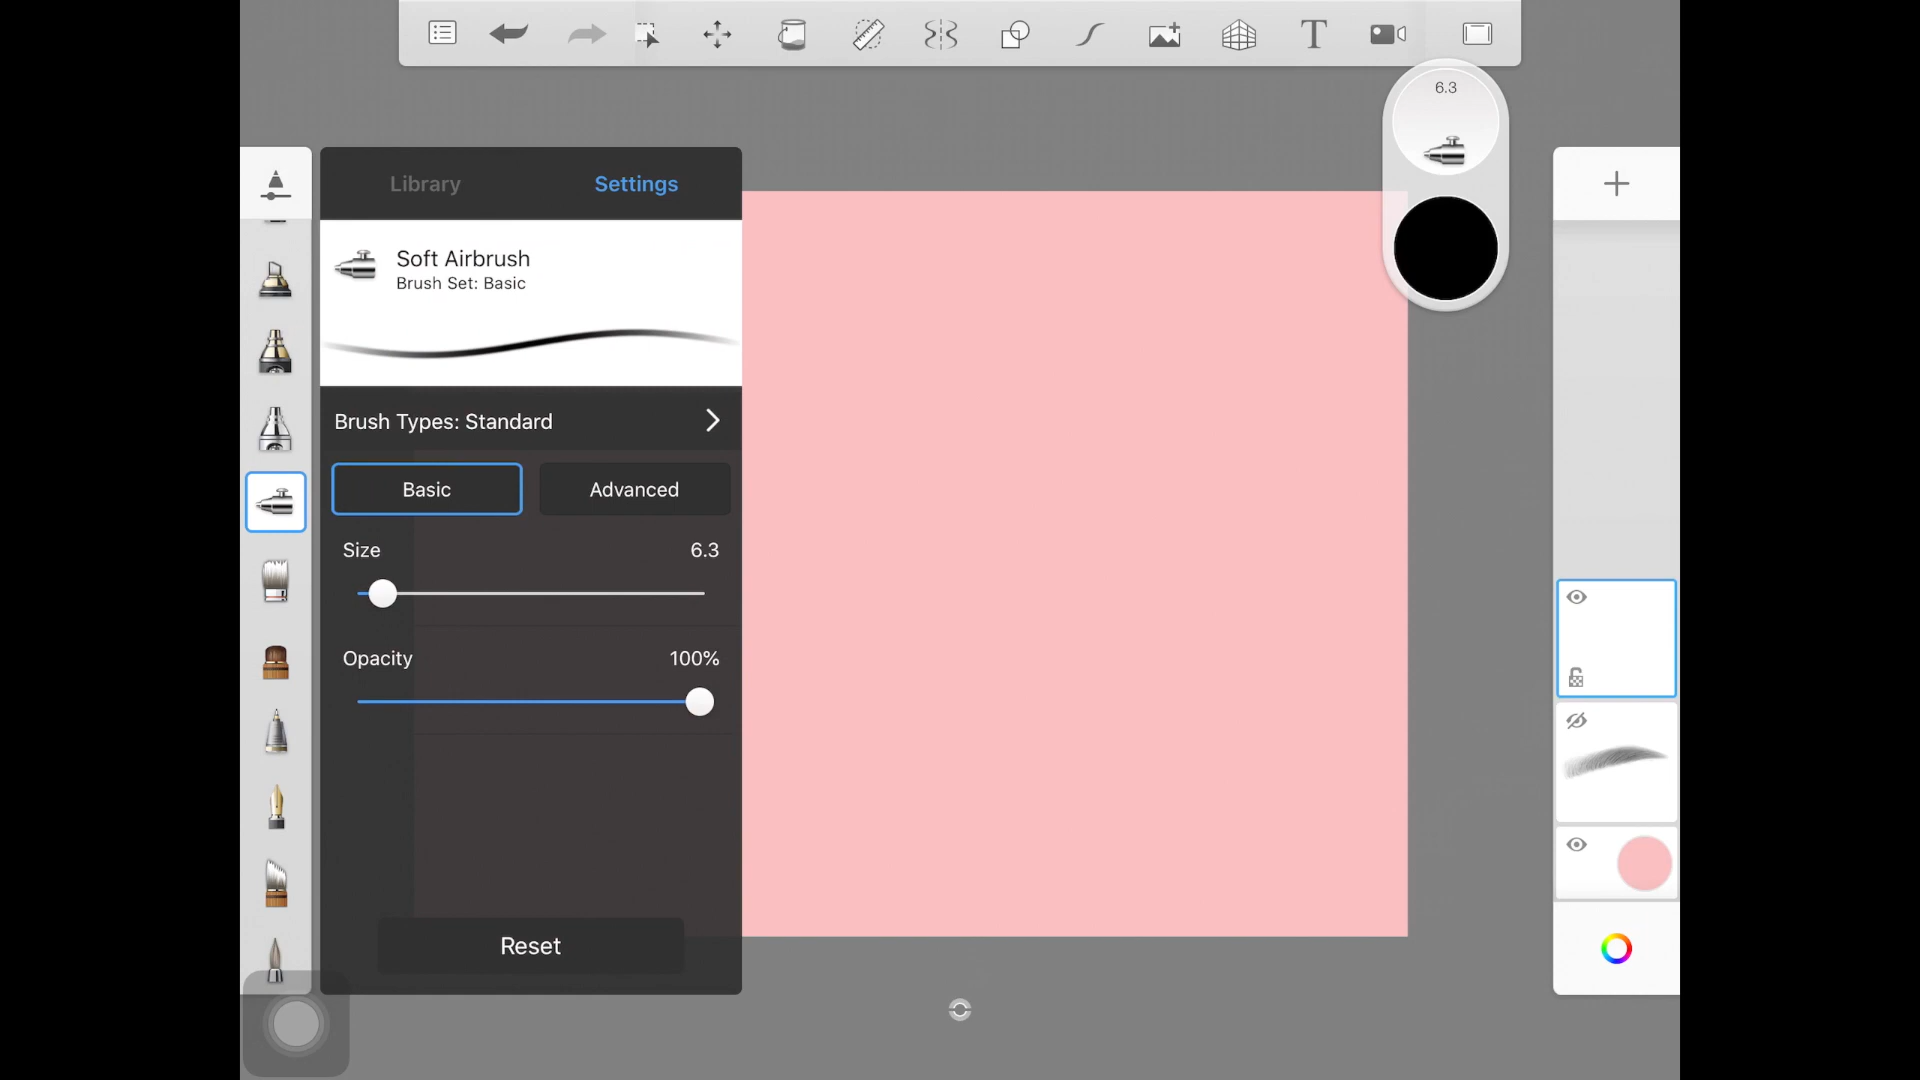 6.3
Library
Settings
Soft Airbrush
Brush Set: Basic
Brush Types: Standard
Basic
Advanced
Size
6.3
Opacity
100%
Reset